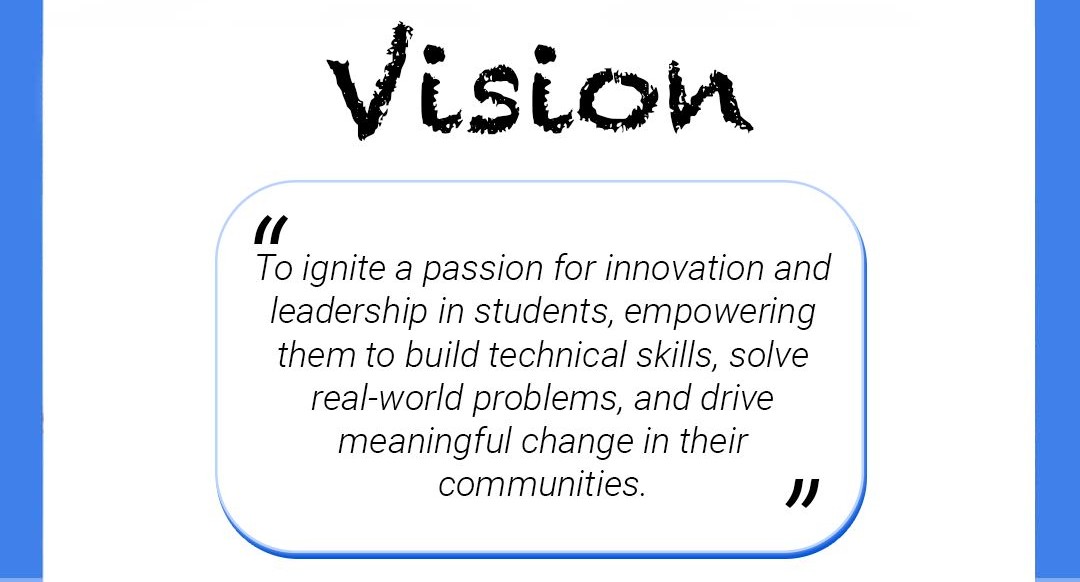 Vision
“
To ignite a passion for innovation and
leadership in students, empowering
them to build technical skills, solve
real-world problems, and drive
meaningful change in their
communities.
”